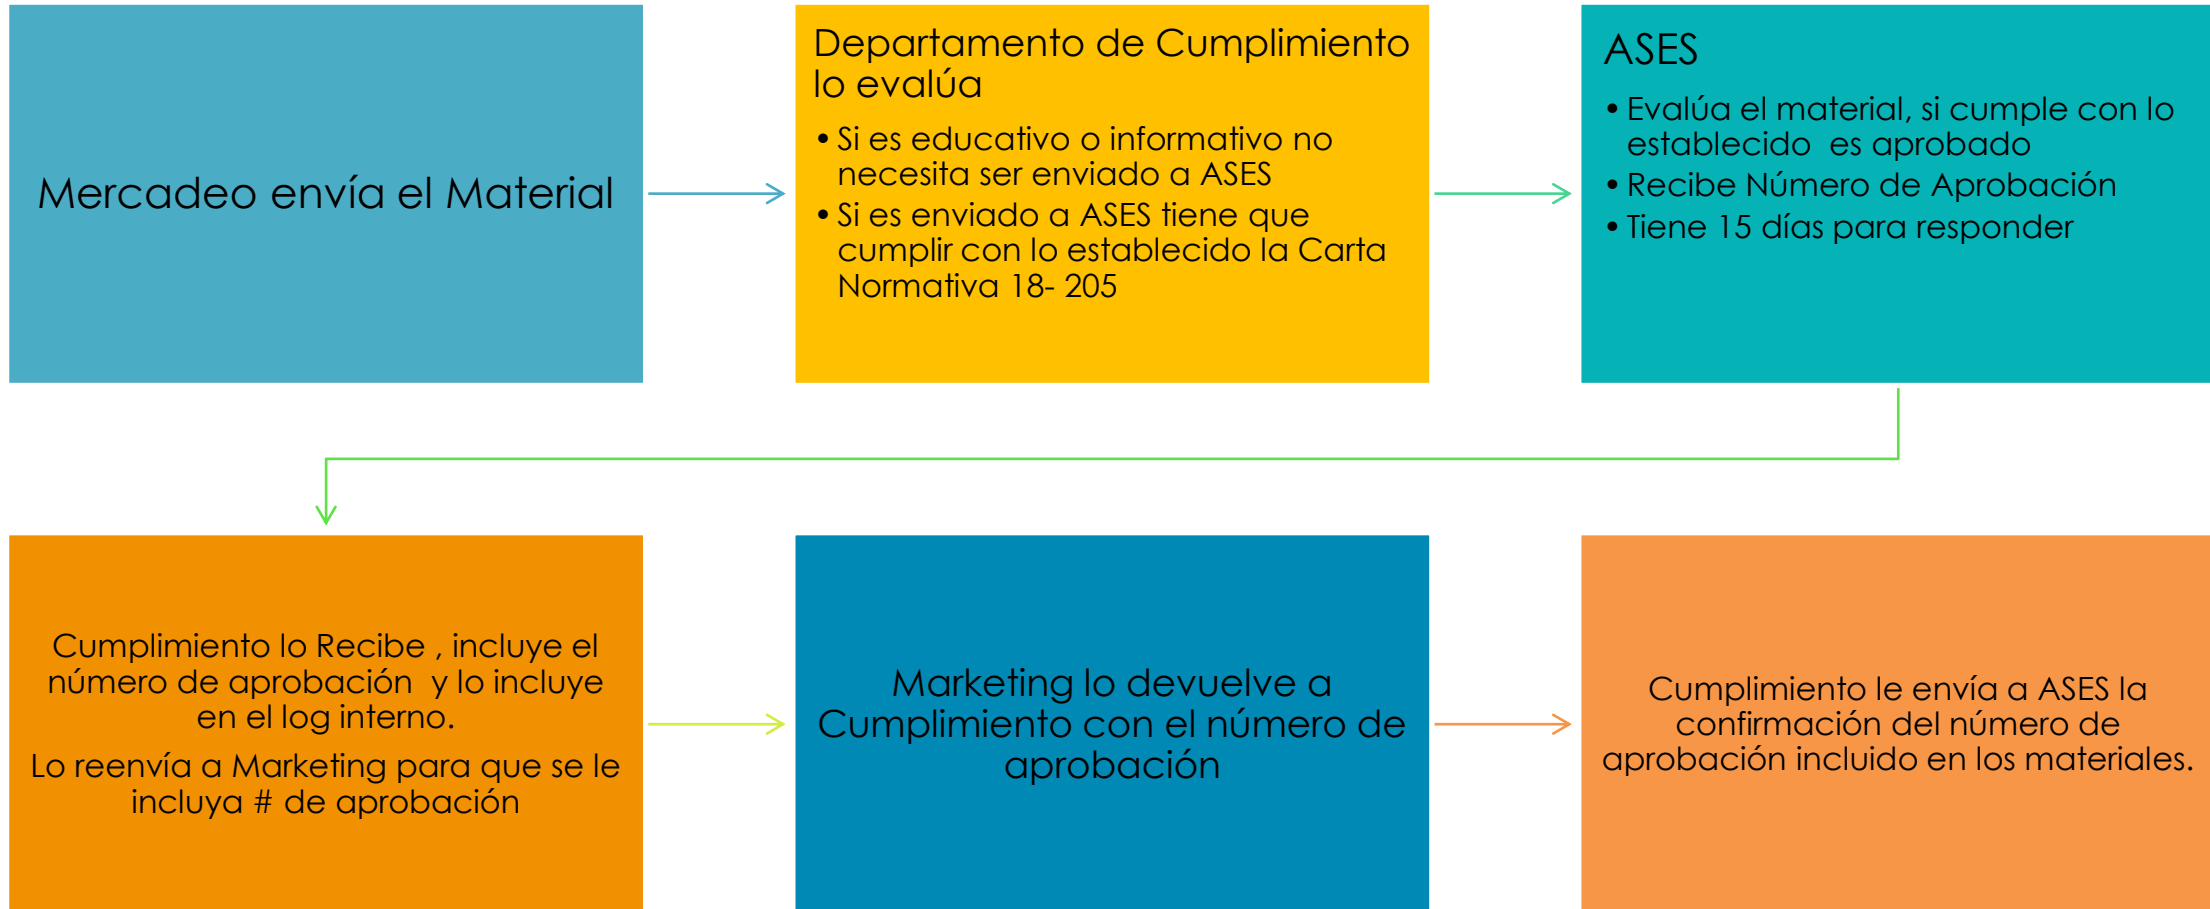 Mercadeo envía el Material
Departamento de Cumplimiento
lo evalúa
• Si es educativo o informativo no
necesita ser enviado a ASES
• Si es enviado a ASES tiene que
cumplir con lo establecido la Carta
Normativa 18- 205
ASES
• Evalúa el material, si cumple con lo
establecido  es aprobado
• Recibe Número de Aprobación
• Tiene 15 días para responder
Cumplimiento lo Recibe , incluye el
número de aprobación  y lo incluye
en el log interno.
Lo reenvía a Marketing para que se le
incluya # de aprobación
Marketing lo devuelve a
Cumplimiento con el número de
aprobación
Cumplimiento le envía a ASES la
confirmación del número de
aprobación incluido en los materiales.